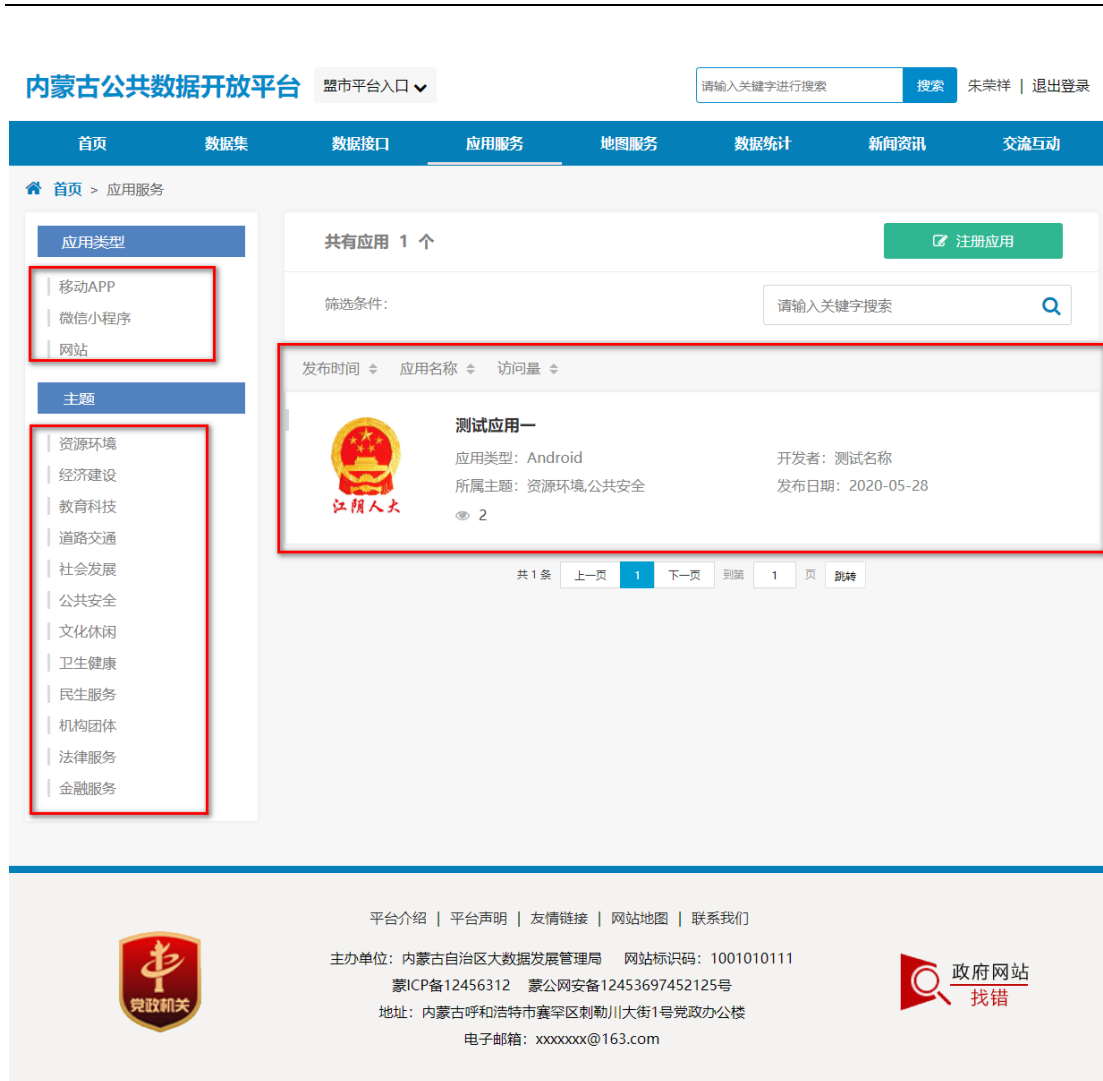 内蒙古公共数据开放平台 盟市平台入口 请输入关键字进行搜索 搜索 朱荣祥 | 退出登录
首页 数据集 数据接口 应用服务 地图服务 数据统计 新闻资讯 交流互动
首页 > 应用服务
应用类型
移动APP
微信小程序
网站
主题
资源环境
经济建设
教育科技
道路交通
社会发展
公共安全
文化休闲
卫生健康
民生服务
机构团体
法律服务
金融服务
共有应用 1 个 注册应用
筛选条件: 请输入关键字搜索
发布时间 应用名称 访问量
江阴人大
测试应用一
应用类型: Android 开发者: 测试名称
所属主题: 资源环境,公共安全 发布日期: 2020-05-28
2
共1条 上一页 1 下一页 到第 1 页 跳转
平台介绍 | 平台声明 | 友情链接 | 网站地图 | 联系我们
主办单位: 内蒙古自治区大数据发展管理局 网站标识码: 1001010111
蒙ICP备12456312 蒙公网安备12453697452125号
地址: 内蒙古呼和浩特市赛罕区刺勒川大街1号党政办公楼
电子邮箱: xxxxxxx@163.com
党政机关
政府网站
找错